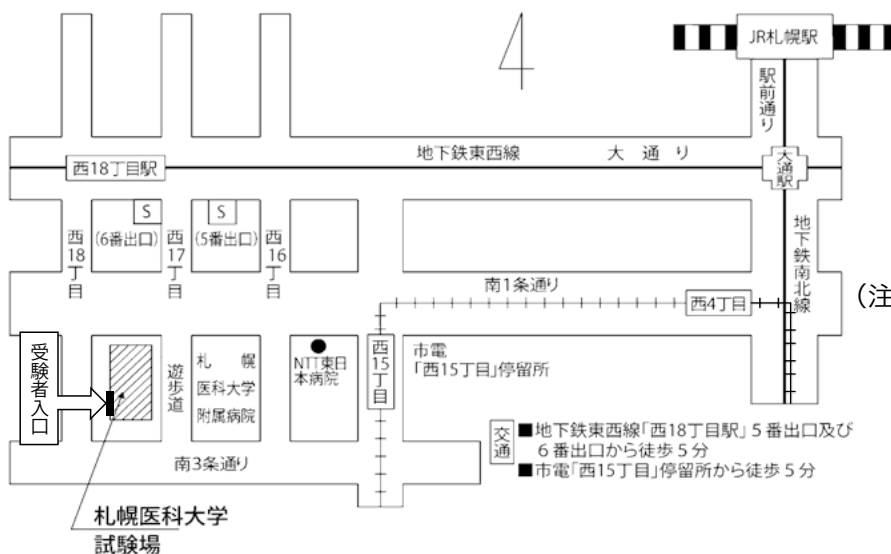 JR札幌駅
駅前通り
地下鉄東西線 大 通 り
西18丁目駅
大通駅
S
S
(6番出口)
(5番出口)
西18丁目
西17丁目
西16丁目
地下鉄南北線
南1条通り
西4丁目
(注
受験者入口
遊歩道
札 幌
医科大学
附属病院
NTT東日
本病院
西15丁目
市電
「西15丁目」停留所
交通
■地下鉄東西線「西18丁目駅」5番出口及び
6番出口から徒歩5分
■市電「西15丁目」停留所から徒歩5分
南3条通り
札幌医科大学
試験場